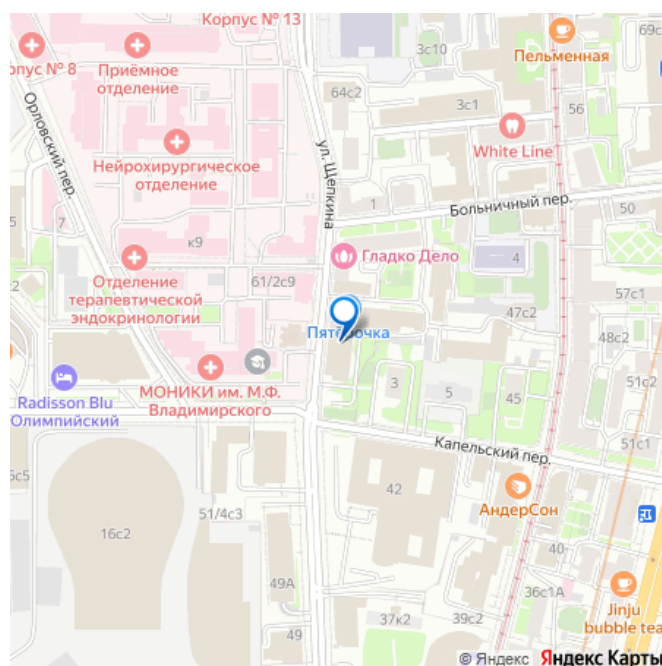 Корпус № 13
3с10
69с
Пельменная
орпус № 8
Приёмное
отделение
64с2
3с1
56
White Line
Орловский пер.
Нейрохирургическое
отделение
ул. Щепкина
1
Больничный пер.
50
7
к9
Гладко Дело
4
Отделение
терапевтической
эндокринологии
61/2с9
57с1
47с2
Пятёрочка
48с2
51с2
МОНИКИ им. М.Ф.
Владимирского
3
5
45
Radisson Blu
Олимпийский
51с1
Капельский пер.
6с5
42
АндерСон
16с2
51/4с3
40
49А
36с1А
Jinju
bubble tea
49
37к2
39с2
© Яндекс Яндекс Карты